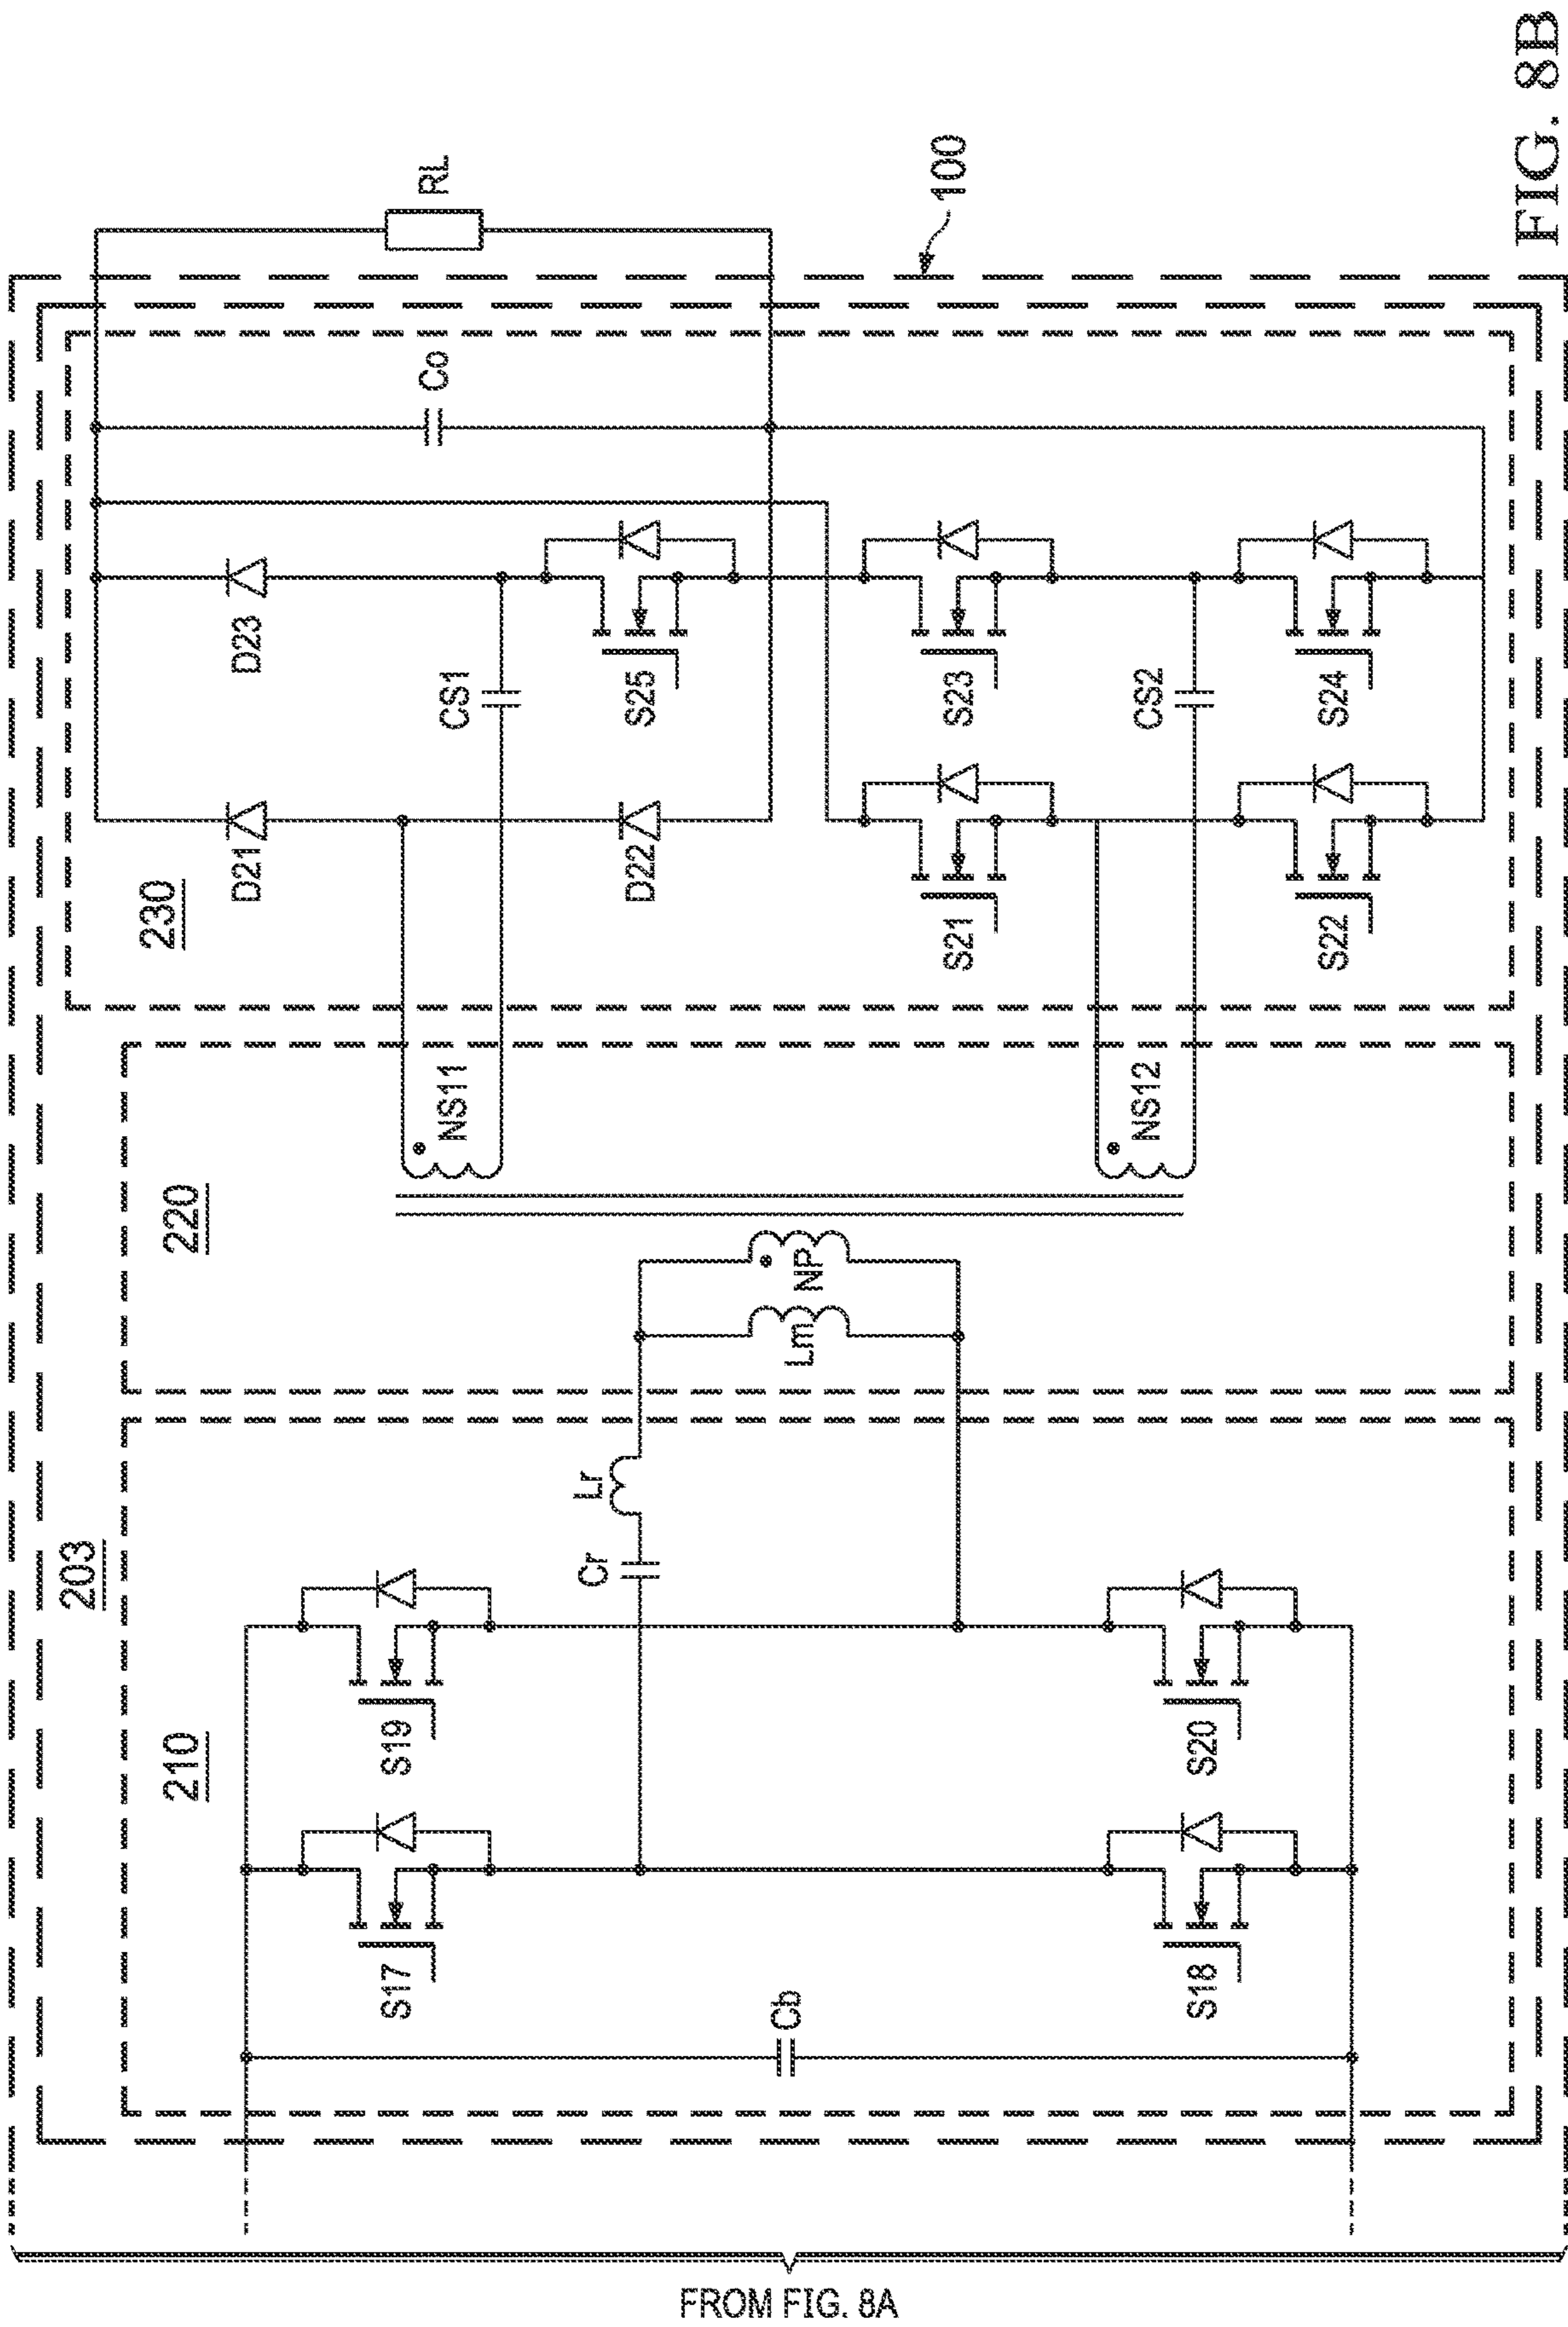 FROM FIG. 8A
203
210
220
230
Cb
S17
S18
S19
S20
Cr
Lr
Lm
NP
NS11
NS12
D21
D22
D23
CS1
S25
S21
S22
S23
S24
CS2
Co
RL
100
FIG. 8B